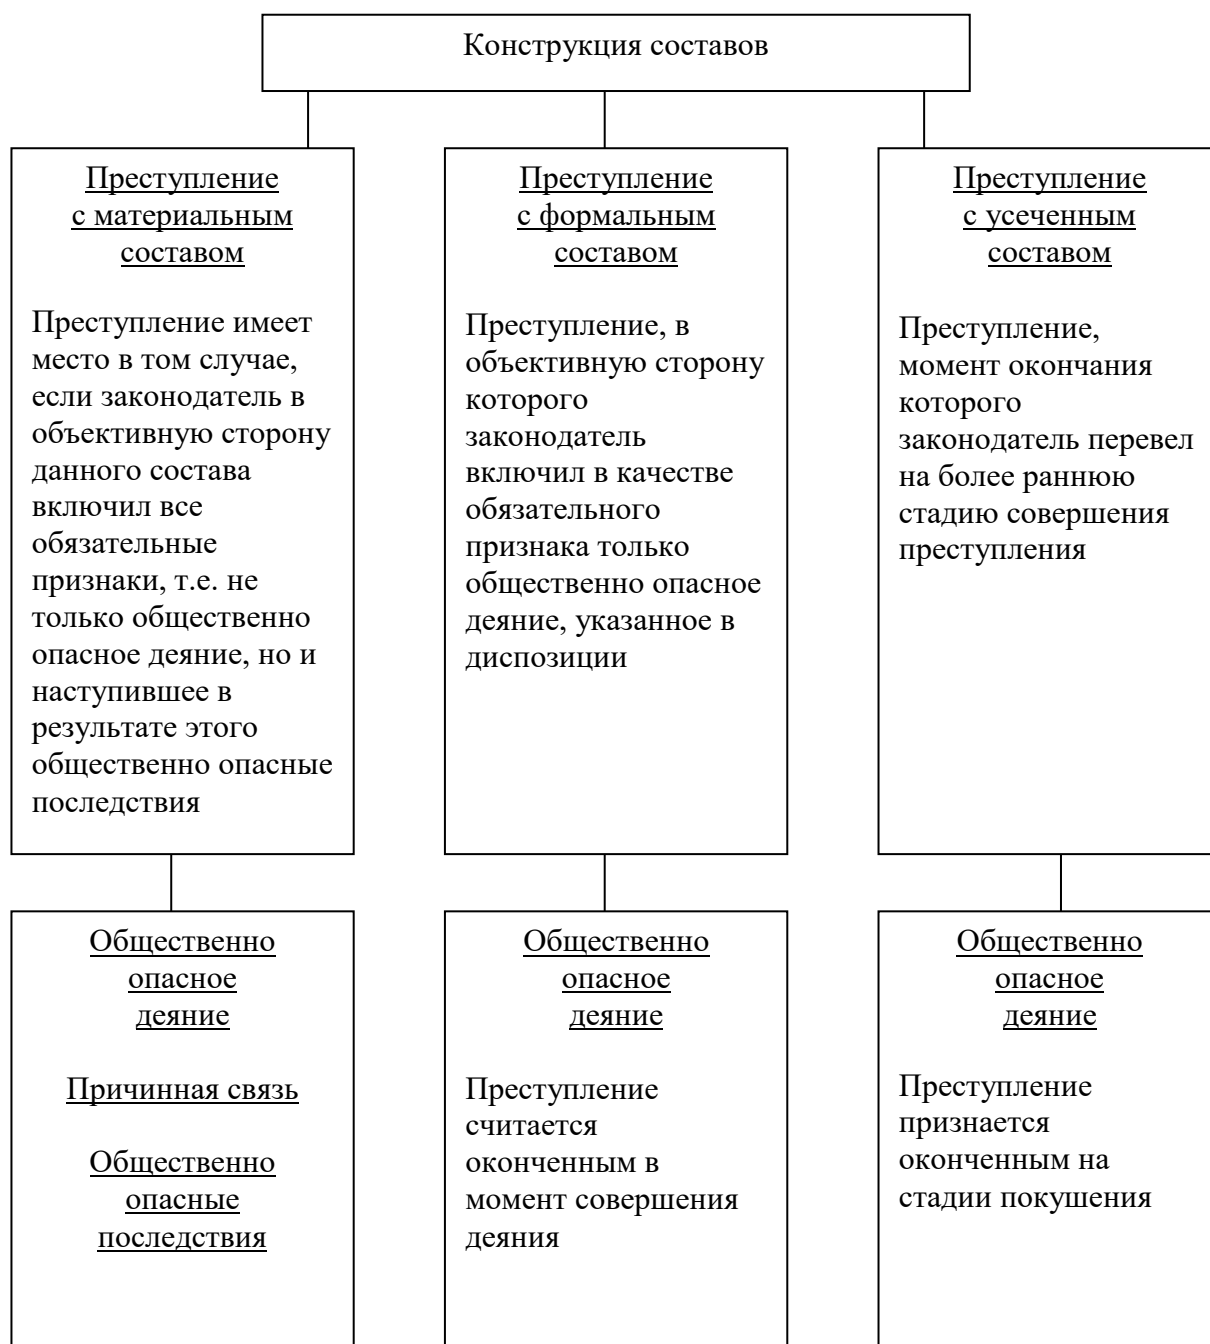 Конструкция составов
Преступление
с материальным
составом
Преступление имеет
место в том случае,
если законодатель в
объективную сторону
данного состава
включил все
обязательные
признаки, т.е. не
только общественно
опасное деяние, но и
наступившее в
результате этого
общественно опасные
последствия
Преступление
с формальным
составом
Преступление, в
объективную сторону
которого
законодатель
включил в качестве
обязательного
признака только
общественно опасное
деяние, указанное в
диспозиции
Преступление
с усеченным
составом
Преступление,
момент окончания
которого
законодатель перевел
на более раннюю
стадию совершения
преступления
Общественно
опасное
деяние
Причинная связь
Общественно
опасные
последствия
Общественно
опасное
деяние
Преступление
считается
оконченным в
момент совершения
деяния
Общественно
опасное
деяние
Преступление
признается
оконченным на
стадии покушения